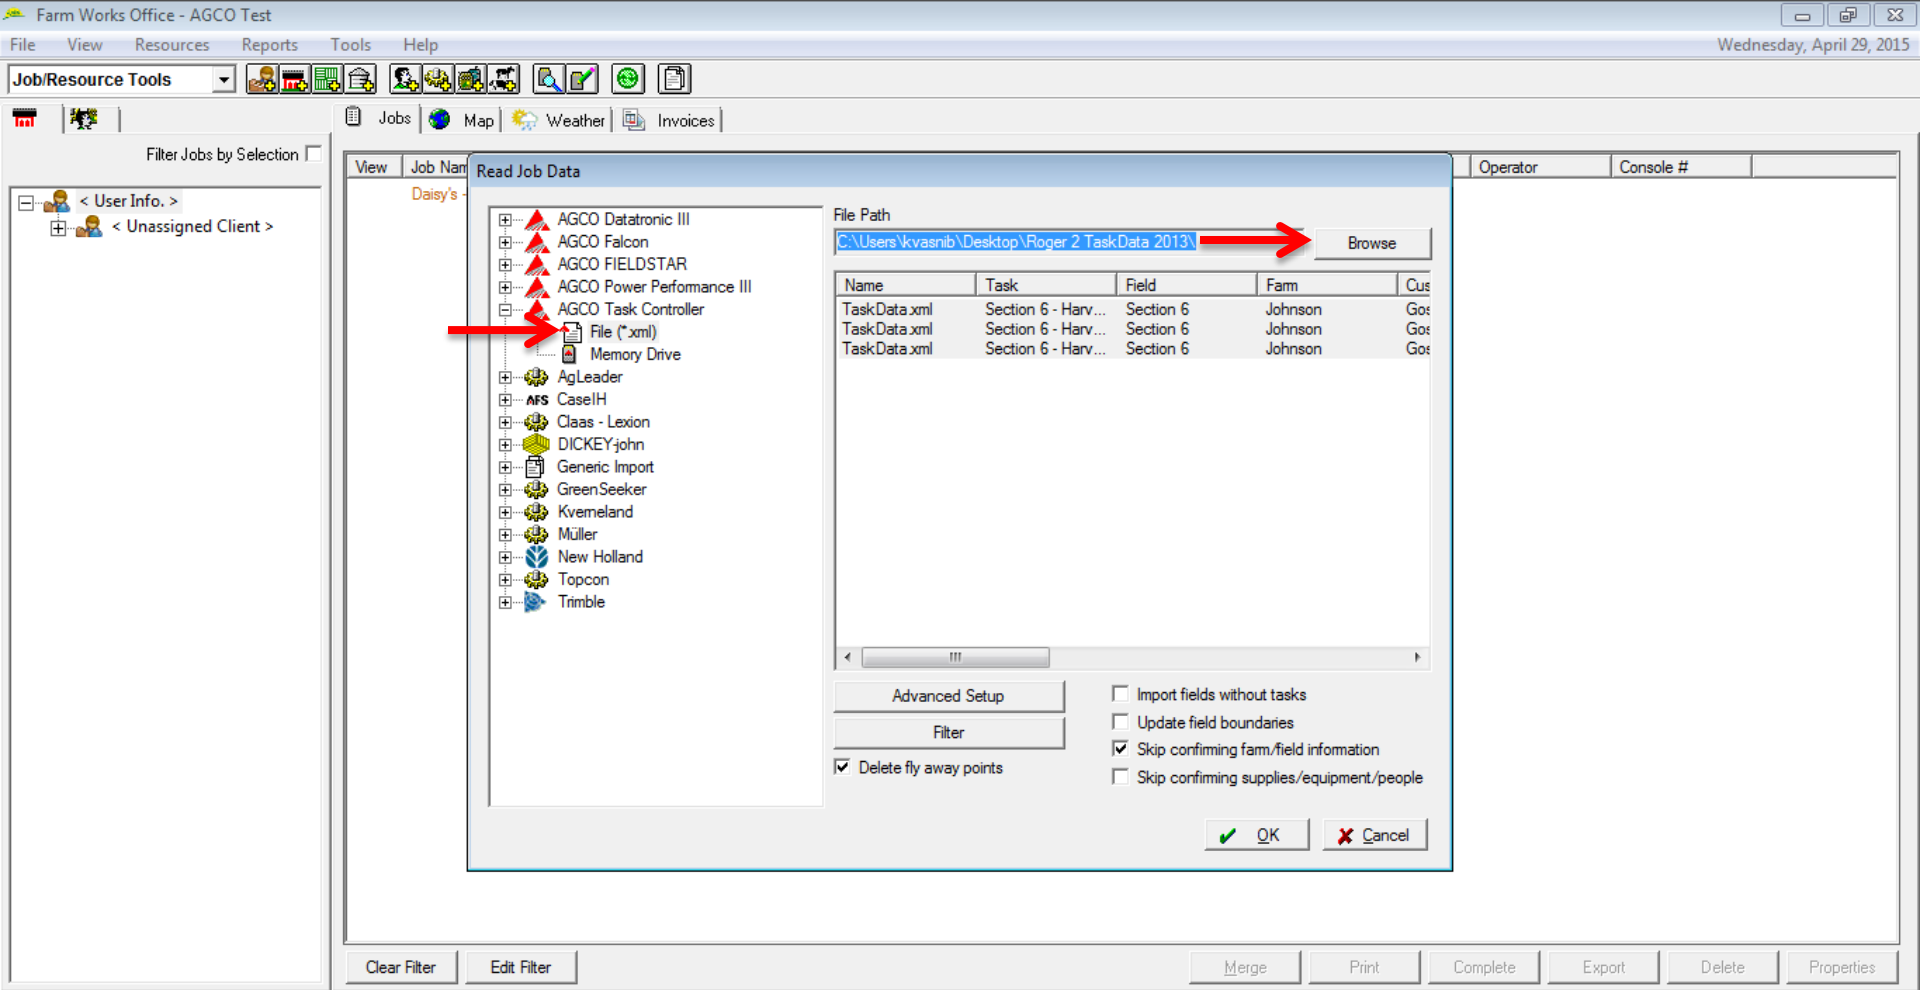 Farm Works Office - AGCO Test
File View Resources Reports Tools Help Wednesday, April 29, 2015
Job/Resource Tools
Jobs Map Weather Invoices
Filter Jobs by Selection
< User Info. >
< Unassigned Client >
View Job Nam Operator Console #
Daisy's -
Read Job Data
AGCO Datatronic III
AGCO Falcon
AGCO FIELDSTAR
AGCO Power Performance III
AGCO Task Controller
File (*.xml)
Memory Drive
AgLeader
AFS CaseIH
Claas - Lexion
DICKEY-john
Generic Import
GreenSeeker
Kverneland
Müller
New Holland
Topcon
Trimble
File Path
C:\Users\kvasnib\Desktop\Roger 2 TaskData 2013\
Browse
Name Task Field Farm Cus
TaskData.xml Section 6 - Harv... Section 6 Johnson Gos
TaskData.xml Section 6 - Harv... Section 6 Johnson Gos
TaskData.xml Section 6 - Harv... Section 6 Johnson Gos
Advanced Setup
Filter
Delete fly away points
Import fields without tasks
Update field boundaries
Skip confirming farm/field information
Skip confirming supplies/equipment/people
OK Cancel
Clear Filter Edit Filter Merge Print Complete Export Delete Properties